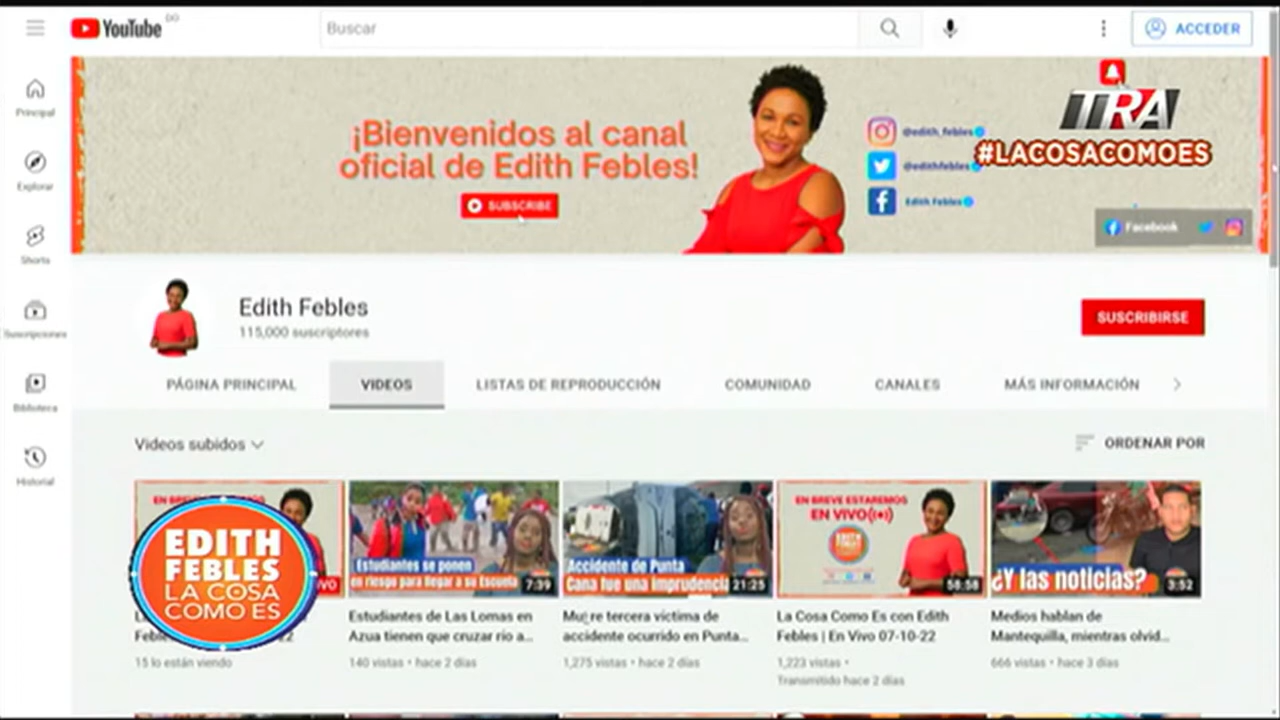 YouTube DO
Buscar
ACCEDER
Principal
Explorar
Shorts
Suscripciones
Biblioteca
Historial
¡Bienvenidos al canal
oficial de Edith Febles!
SUBSCRIBE
@edith_febles
@edithfebles
Edith Febles
TRA
#LACOSACOMOES
Facebook
Edith Febles
115,000 suscriptores
SUSCRIBIRSE
PÁGINA PRINCIPAL
VIDEOS
LISTAS DE REPRODUCCIÓN
COMUNIDAD
CANALES
MÁS INFORMACIÓN
Videos subidos
ORDENAR POR
EDITH
FEBLES
LA COSA
COMO ES
15 lo están viendo
Estudiantes se ponen
en riesgo para llegar a su Escuela
7:39
Estudiantes de Las Lomas en
Azua tienen que cruzar río a...
140 vistas • hace 2 días
Accidente de Punta
Cana fue una imprudencia
21:25
Muere tercera víctima de
accidente ocurrido en Punta...
1,275 vistas • hace 2 días
EN BREVE ESTAREMOS
EN VIVO
58:58
La Cosa Como Es con Edith
Febles | En Vivo 07-10-22
1,223 vistas •
Transmitido hace 2 días
¿Y las noticias?
3:52
Medios hablan de
Mantequilla, mientras olvid...
666 vistas • hace 3 días